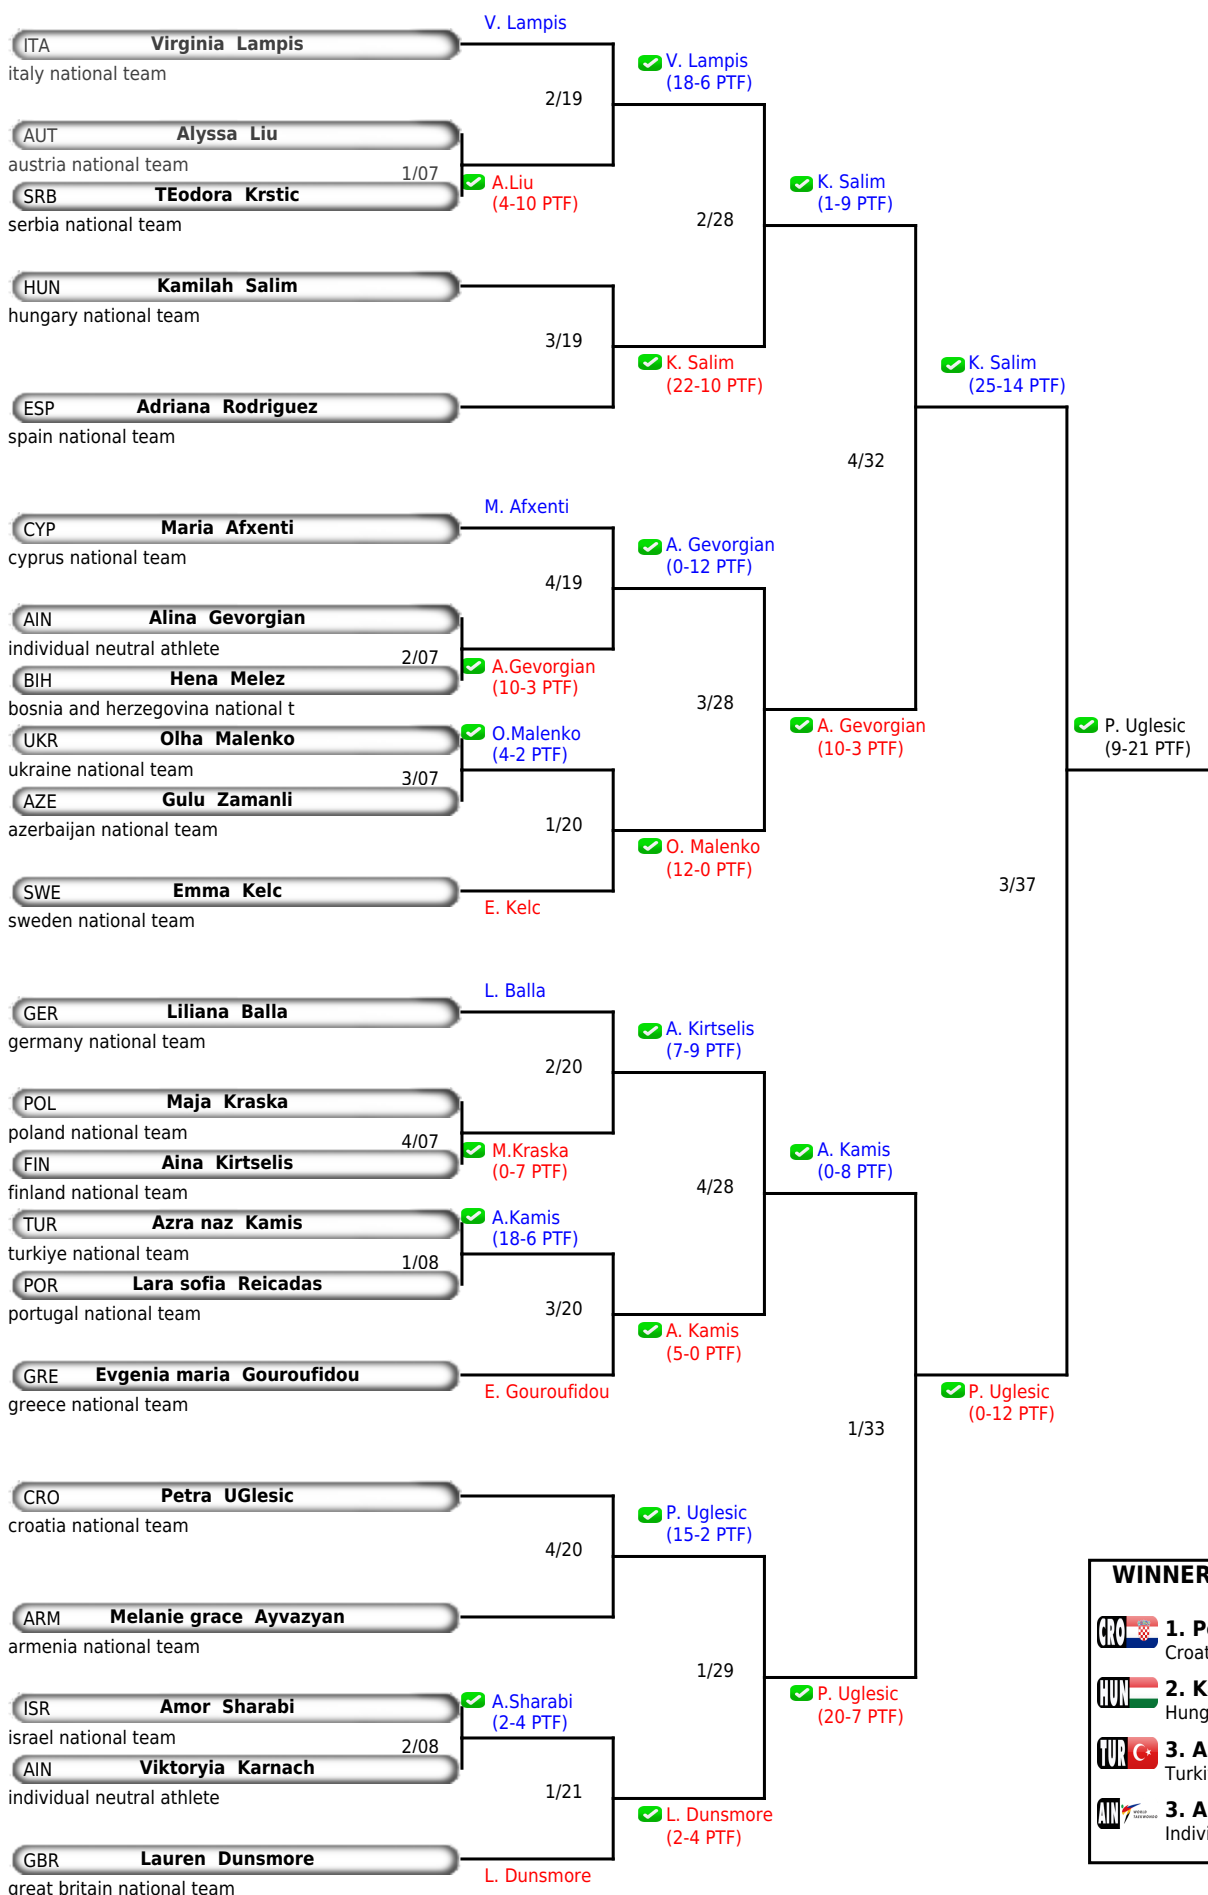 V. Lampis
ITA Virginia Lampis
italy national team
V. Lampis
(18-6 PTF)
2/19
AUT Alyssa Liu
austria national team
1/07
A.Liu
(4-10 PTF)
SRB TEodora Krstic
serbia national team
K. Salim
(1-9 PTF)
2/28
HUN Kamilah Salim
hungary national team
3/19
K. Salim
(22-10 PTF)
K. Salim
(25-14 PTF)
ESP Adriana Rodriguez
spain national team
4/32
M. Afxenti
CYP Maria Afxenti
cyprus national team
A. Gevorgian
(0-12 PTF)
4/19
AIN Alina Gevorgian
individual neutral athlete
2/07
A.Gevorgian
(10-3 PTF)
BIH Hena Melez
bosnia and herzegovina national t
3/28
UKR Olha Malenko
ukraine national team
O.Malenko
(4-2 PTF)
A. Gevorgian
(10-3 PTF)
P. Uglesic
(9-21 PTF)
3/07
AZE Gulu Zamanli
azerbaijan national team
1/20
O. Malenko
(12-0 PTF)
SWE Emma Kelc
sweden national team
E. Kelc
3/37
L. Balla
GER Liliana Balla
germany national team
A. Kirtselis
(7-9 PTF)
2/20
POL Maja Kraska
poland national team
4/07
M.Kraska
(0-7 PTF)
FIN Aina Kirtselis
finland national team
A. Kamis
(0-8 PTF)
4/28
TUR Azra naz Kamis
turkiye national team
A.Kamis
(18-6 PTF)
1/08
POR Lara sofia Reicadas
portugal national team
3/20
A. Kamis
(5-0 PTF)
GRE Evgenia maria Gouroufidou
greece national team
E. Gouroufidou
P. Uglesic
(0-12 PTF)
1/33
CRO Petra UGlesic
croatia national team
P. Uglesic
(15-2 PTF)
4/20
ARM Melanie grace Ayvazyan
armenia national team
1/29
P. Uglesic
(20-7 PTF)
ISR Amor Sharabi
israel national team
A.Sharabi
(2-4 PTF)
2/08
AIN Viktoryia Karnach
individual neutral athlete
1/21
L. Dunsmore
(2-4 PTF)
GBR Lauren Dunsmore
great britain national team
L. Dunsmore
WINNER
CRO 1. P
Croat
HUN 2. K
Hung
TUR 3. A
Turki
AIN 3. A
Indivi